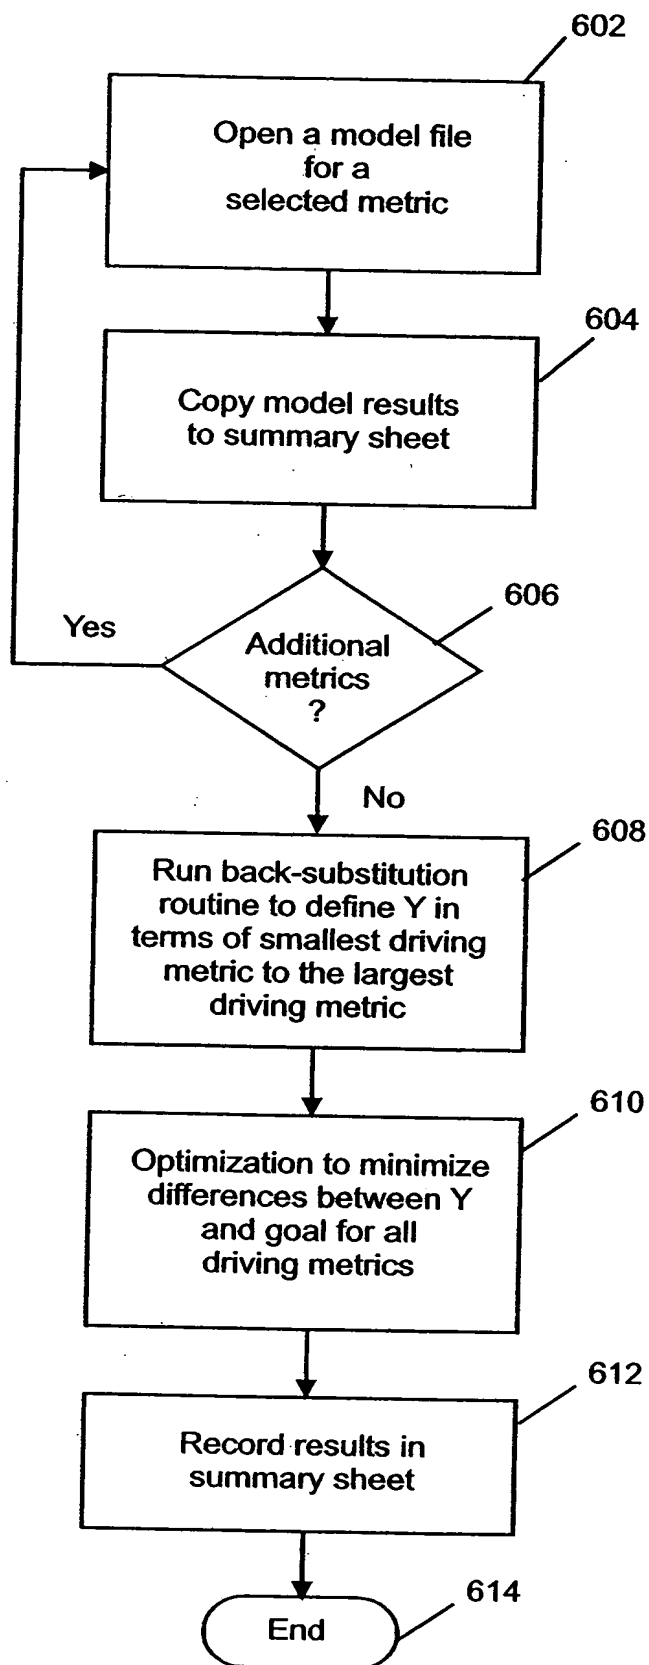 602
Open a model file
for a
selected metric
604
Copy model results
to summary sheet
606
Yes
Additional
metrics
?
No
608
Run back-substitution
routine to define Y in
terms of smallest driving
metric to the largest
driving metric
610
Optimization to minimize
differences between Y
and goal for all
driving metrics
612
Record results in
summary sheet
614
End